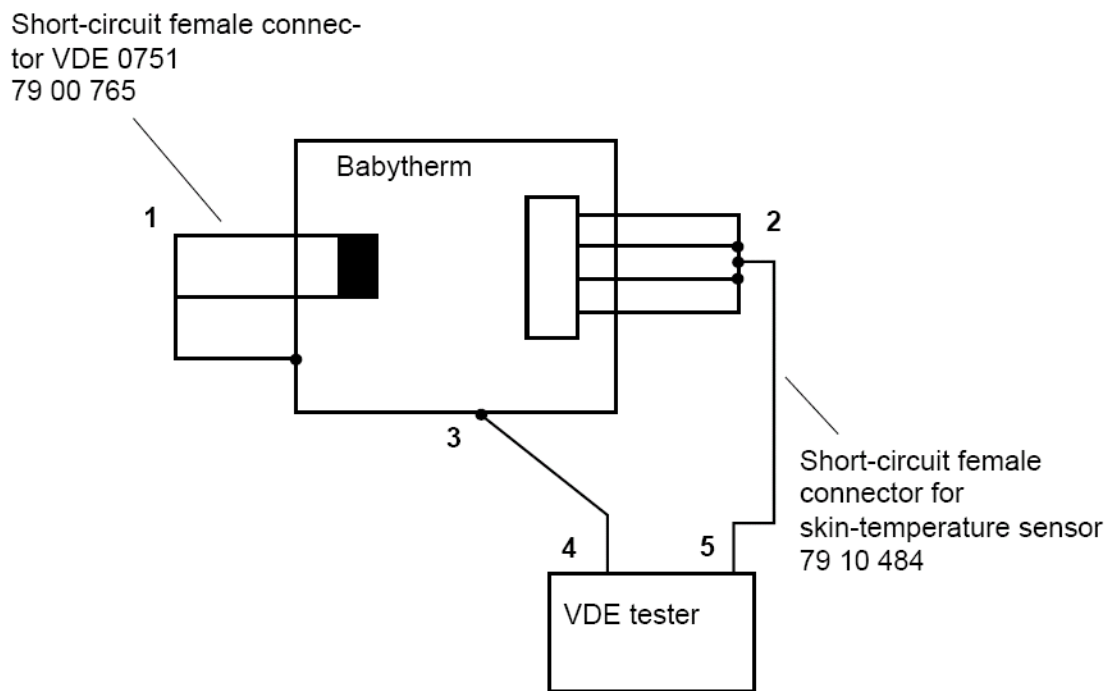 Short-circuit female connec-
tor VDE 0751
79 00 765
Babytherm
1
2
3
Short-circuit female
connector for
skin-temperature sensor
79 10 484
4
5
VDE tester